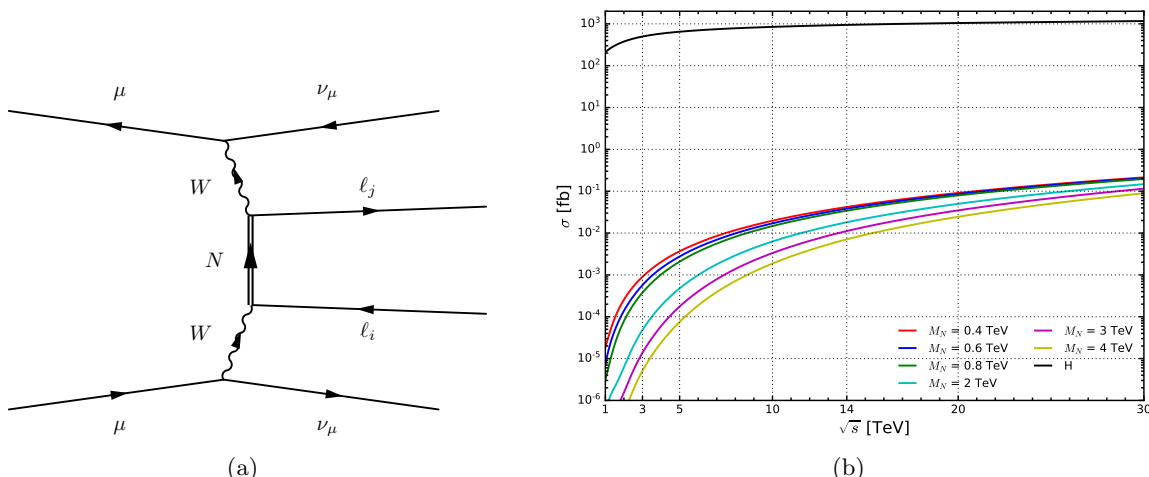 μ
ν_μ
W
ℓ_j
N
W
ℓ_i
μ
ν_μ
(a)
σ [fb]
10^3
10^2
10^1
10^0
10^-1
10^-2
10^-3
10^-4
10^-5
10^-6
M_N = 0.4 TeV
M_N = 0.6 TeV
M_N = 0.8 TeV
M_N = 2 TeV
M_N = 3 TeV
M_N = 4 TeV
H
1 3 5 10 14 20 30
√s [TeV]
(b)